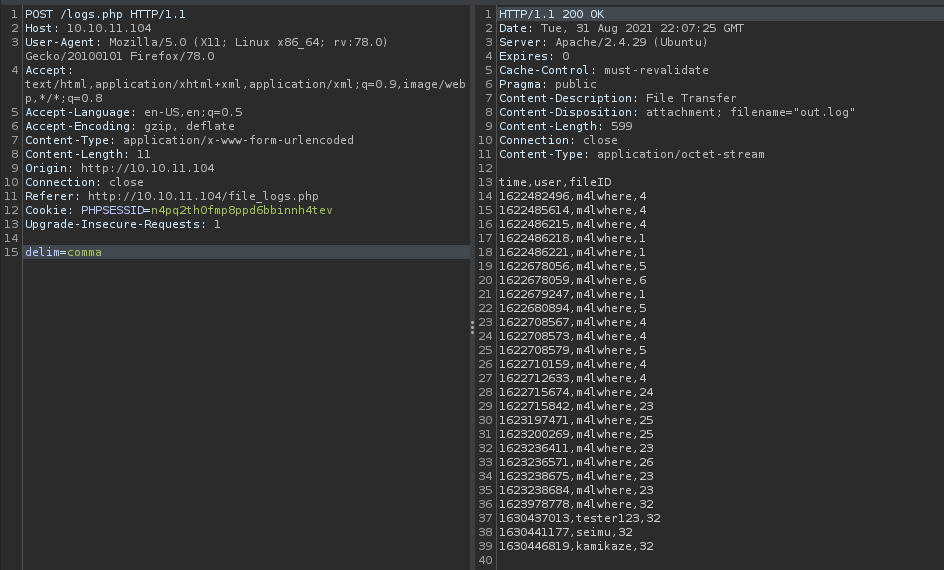 1 POST /logs.php HTTP/1.1
2 Host: 10.10.11.104
3 User-Agent: Mozilla/5.0 (X11; Linux x86_64; rv:78.0)
Gecko/20100101 Firefox/78.0
4 Accept:
text/html,application/xhtml+xml,application/xml;q=0.9,image/web
p,*/*;q=0.8
5 Accept-Language: en-US,en;q=0.5
6 Accept-Encoding: gzip, deflate
7 Content-Type: application/x-www-form-urlencoded
8 Content-Length: 11
9 Origin: http://10.10.11.104
10 Connection: close
11 Referer: http://10.10.11.104/file_logs.php
12 Cookie: PHPSESSID=n4pq2th0fmp8ppd6bbinnh4tev
13 Upgrade-Insecure-Requests: 1
14
15 delim=comma
1 HTTP/1.1 200 OK
2 Date: Tue, 31 Aug 2021 22:07:25 GMT
3 Server: Apache/2.4.29 (Ubuntu)
4 Expires: 0
5 Cache-Control: must-revalidate
6 Pragma: public
7 Content-Description: File Transfer
8 Content-Disposition: attachment; filename="out.log"
9 Content-Length: 599
10 Connection: close
11 Content-Type: application/octet-stream
12
13 time,user,fileID
14 1622482496,m4lwhere,4
15 1622485614,m4lwhere,4
16 1622486215,m4lwhere,4
17 1622486218,m4lwhere,1
18 1622486221,m4lwhere,1
19 1622678056,m4lwhere,5
20 1622678059,m4lwhere,6
21 1622679247,m4lwhere,1
22 1622680894,m4lwhere,5
23 1622708567,m4lwhere,4
24 1622708573,m4lwhere,4
25 1622708579,m4lwhere,5
26 1622710159,m4lwhere,4
27 1622712633,m4lwhere,4
28 1622715674,m4lwhere,24
29 1622715842,m4lwhere,23
30 1623197471,m4lwhere,25
31 1623200269,m4lwhere,25
32 1623236411,m4lwhere,23
33 1623236571,m4lwhere,26
34 1623238675,m4lwhere,23
35 1623238684,m4lwhere,23
36 1623978778,m4lwhere,32
37 1630437013,tester123,32
38 1630441177,seimu,32
39 1630446819,kamikaze,32
40